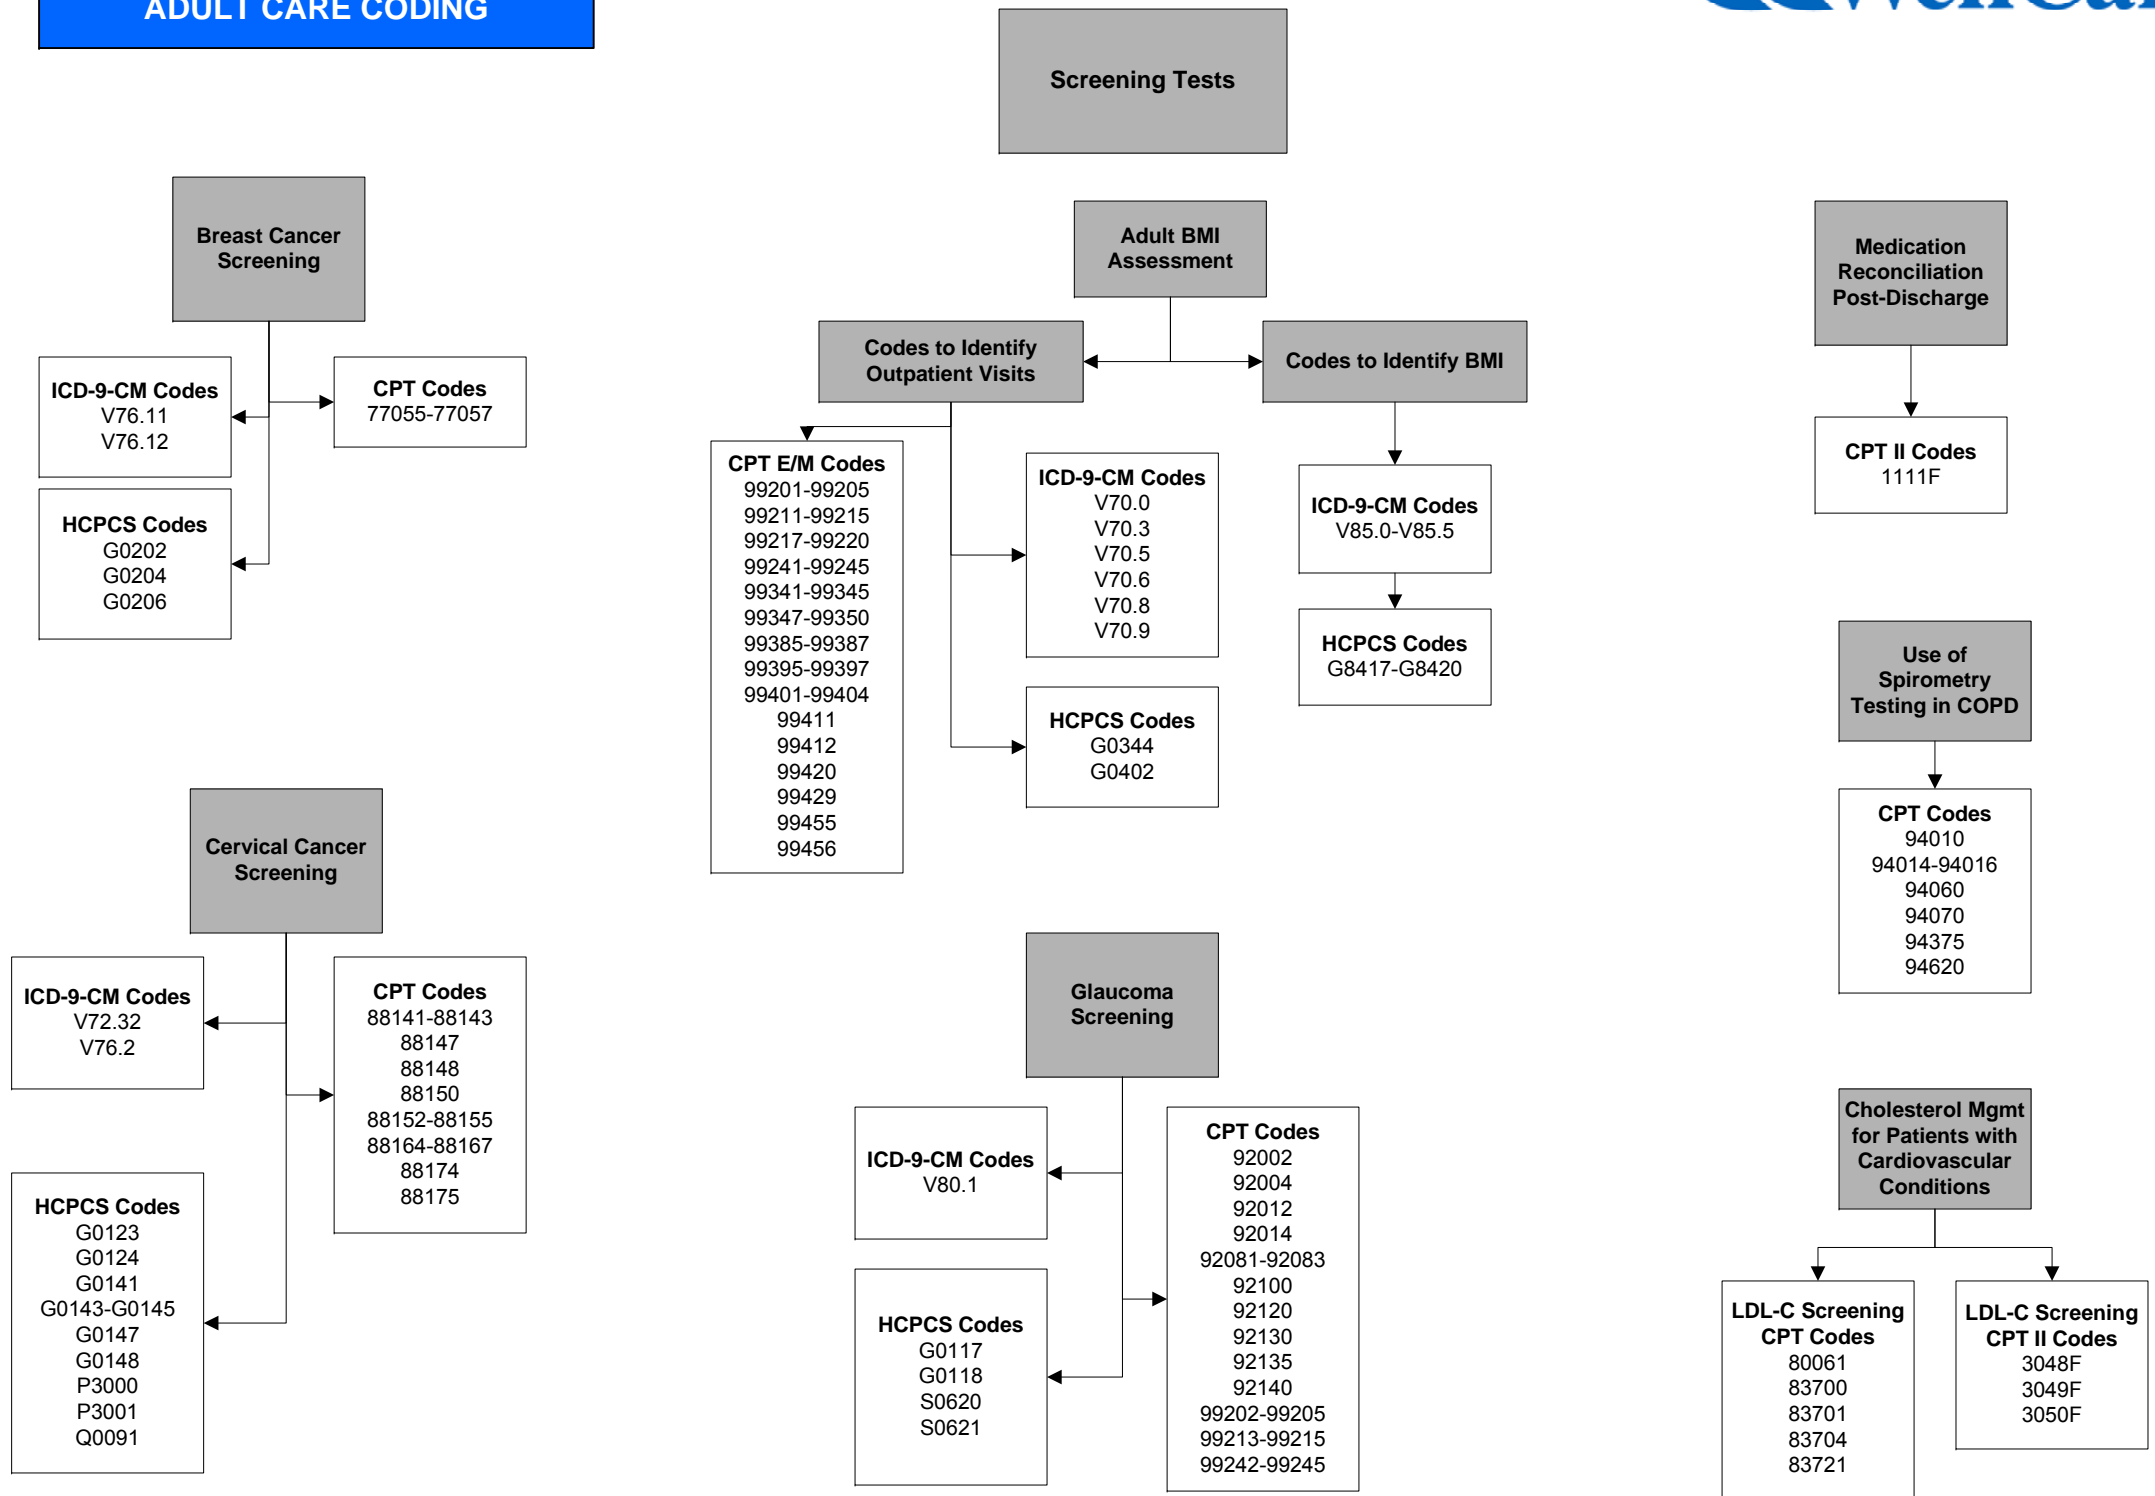 ADULT CARE CODING
Screening Tests
Breast Cancer
Screening
ICD-9-CM Codes
V76.11
V76.12
CPT Codes
77055-77057
HCPCS Codes
G0202
G0204
G0206
Cervical Cancer
Screening
ICD-9-CM Codes
V72.32
V76.2
CPT Codes
88141-88143
88147
88148
88150
88152-88155
88164-88167
88174
88175
HCPCS Codes
G0123
G0124
G0141
G0143-G0145
G0147
G0148
P3000
P3001
Q0091
Adult BMI
Assessment
Codes to Identify
Outpatient Visits
Codes to Identify BMI
CPT E/M Codes
99201-99205
99211-99215
99217-99220
99241-99245
99341-99345
99347-99350
99385-99387
99395-99397
99401-99404
99411
99412
99420
99429
99455
99456
ICD-9-CM Codes
V70.0
V70.3
V70.5
V70.6
V70.8
V70.9
HCPCS Codes
G0344
G0402
ICD-9-CM Codes
V85.0-V85.5
HCPCS Codes
G8417-G8420
Glaucoma
Screening
ICD-9-CM Codes
V80.1
HCPCS Codes
G0117
G0118
S0620
S0621
CPT Codes
92002
92004
92012
92014
92081-92083
92100
92120
92130
92135
92140
99202-99205
99213-99215
99242-99245
Medication
Reconciliation
Post-Discharge
CPT II Codes
1111F
Use of
Spirometry
Testing in COPD
CPT Codes
94010
94014-94016
94060
94070
94375
94620
Cholesterol Mgmt
for Patients with
Cardiovascular
Conditions
LDL-C Screening
CPT Codes
80061
83700
83701
83704
83721
LDL-C Screening
CPT II Codes
3048F
3049F
3050F